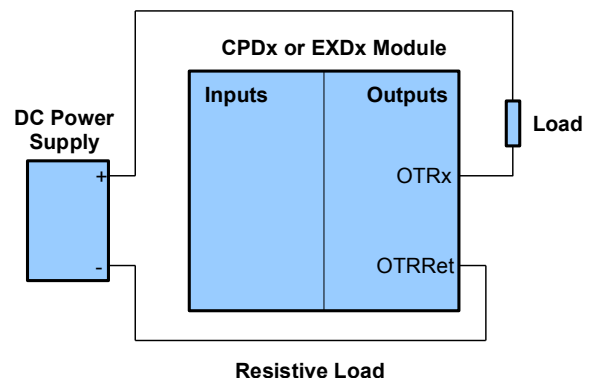 CPDx or EXDx Module
Inputs
Outputs
DC Power
Supply
Load
+
OTRx
-
OTRRet
Resistive Load